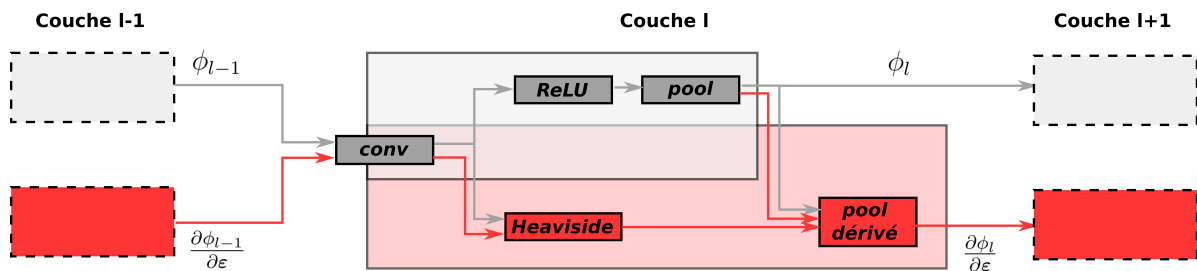 Couche l-1
Couche l
Couche l+1
ϕ_{l−1}
ϕ_l
ReLU
pool
conv
Heaviside
pool
dérivé
∂ϕ_{l−1}/∂ε
∂ϕ_l/∂ε